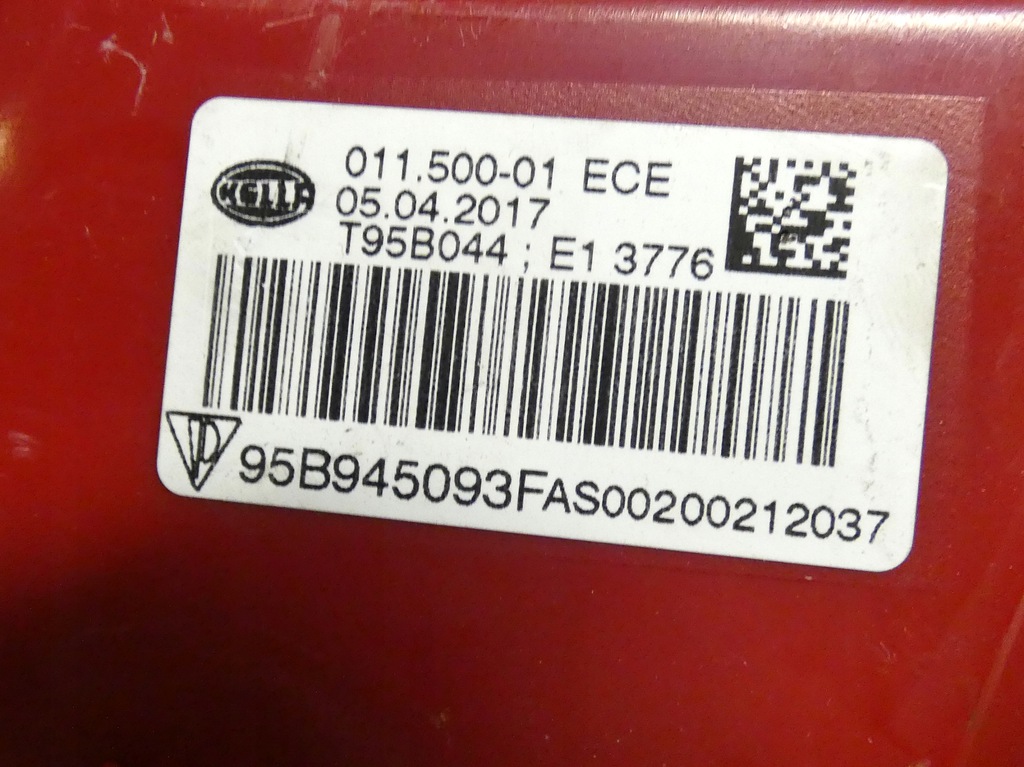 HELLA
011.500-01 ECE
05.04.2017
T95B044 ; E1 3776
95B945093FAS00200212037